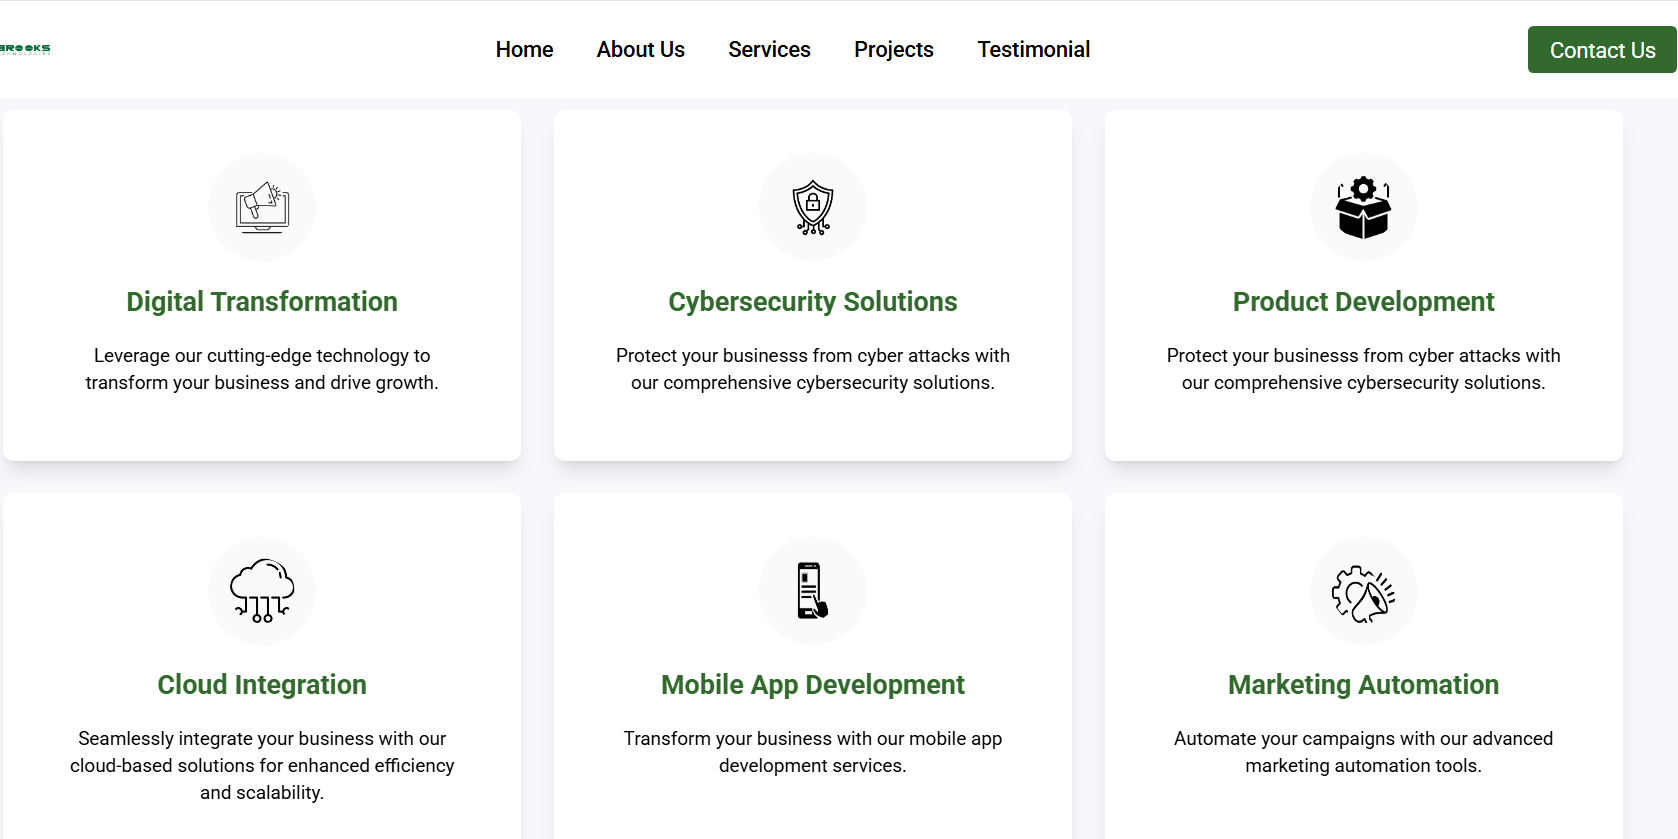 BROOKS
Home About Us Services Projects Testimonial Contact Us
Digital Transformation
Leverage our cutting-edge technology to
transform your business and drive growth.
Cybersecurity Solutions
Protect your businesss from cyber attacks with
our comprehensive cybersecurity solutions.
Product Development
Protect your businesss from cyber attacks with
our comprehensive cybersecurity solutions.
Cloud Integration
Seamlessly integrate your business with our
cloud-based solutions for enhanced efficiency
and scalability.
Mobile App Development
Transform your business with our mobile app
development services.
Marketing Automation
Automate your campaigns with our advanced
marketing automation tools.